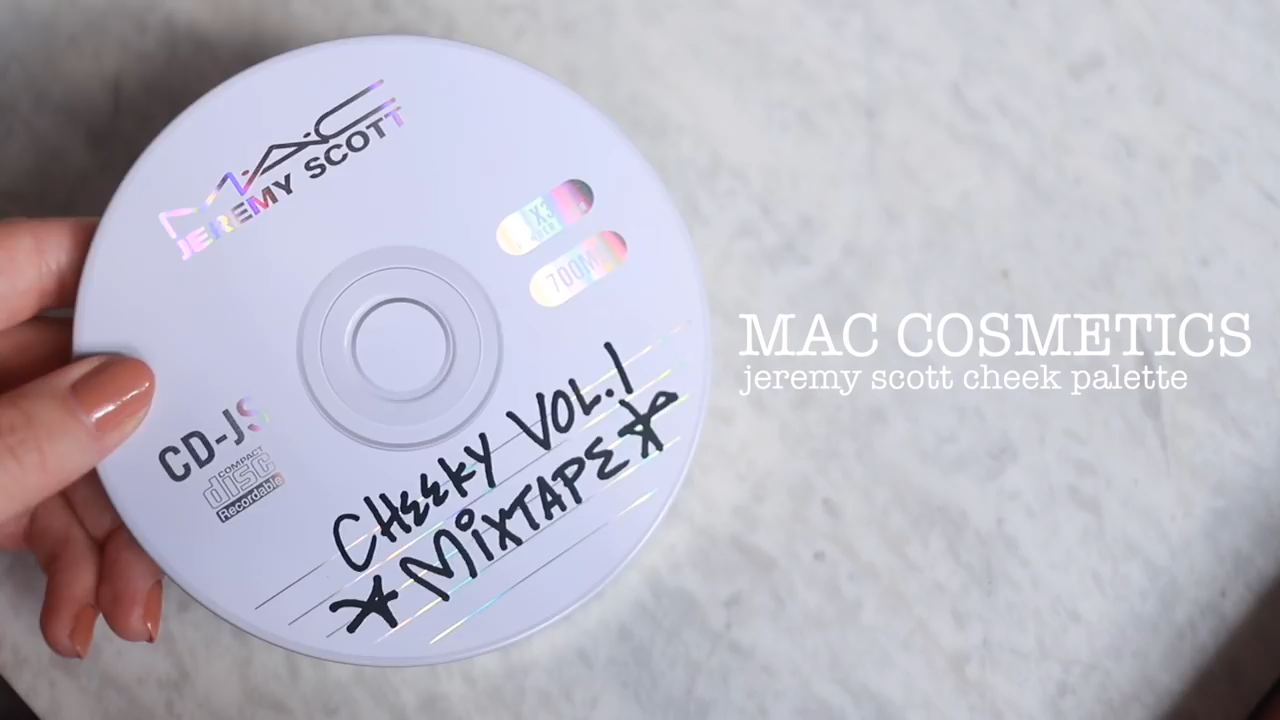 MAC
JEREMY SCOTT
X3
700M
CD-JS
COMPACT
disc
Recordable
CHEEKY VOL.1
MIXTAPE
MAC COSMETICS
jeremy scott cheek palette